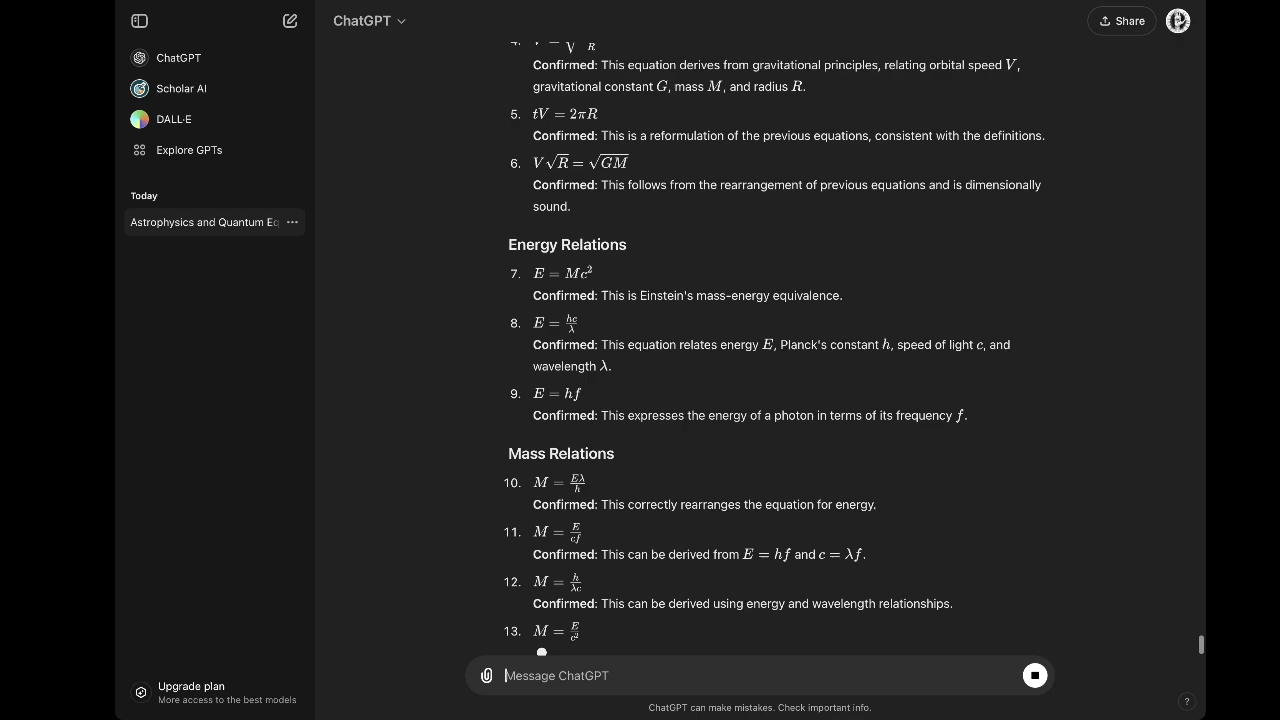 ChatGPT
Share
ChatGPT
Scholar AI
DALL·E
Explore GPTs
Today
Astrophysics and Quantum Eq
R
Confirmed: This equation derives from gravitational principles, relating orbital speed V,
gravitational constant G, mass M, and radius R.
5. tV = 2πR
Confirmed: This is a reformulation of the previous equations, consistent with the definitions.
6. V√R = √GM
Confirmed: This follows from the rearrangement of previous equations and is dimensionally
sound.
Energy Relations
7. E = Mc²
Confirmed: This is Einstein's mass-energy equivalence.
8. E = hc/λ
Confirmed: This equation relates energy E, Planck's constant h, speed of light c, and
wavelength λ.
9. E = hf
Confirmed: This expresses the energy of a photon in terms of its frequency f.
Mass Relations
10. M = Eλ/h
Confirmed: This correctly rearranges the equation for energy.
11. M = E/cf
Confirmed: This can be derived from E = hf and c = λf.
12. M = h/λc
Confirmed: This can be derived using energy and wavelength relationships.
13. M = E/c²
Message ChatGPT
Upgrade plan
More access to the best models
ChatGPT can make mistakes. Check important info.
?